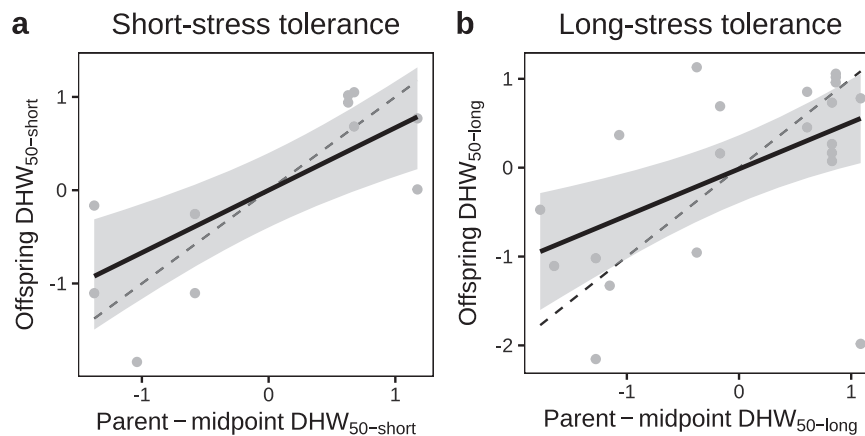 a Short-stress tolerance
Offspring DHW50−short
1
0
-1
-1 0 1
Parent−midpoint DHW50−short
b Long-stress tolerance
Offspring DHW50−long
1
0
-1
-2
-1 0 1
Parent−midpoint DHW50−long